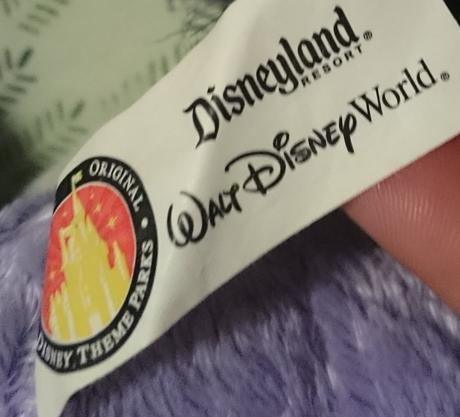 Disneyland®
RESORT
WALT DISNEY World®
ORIGINAL •
DISNEY THEME PARKS